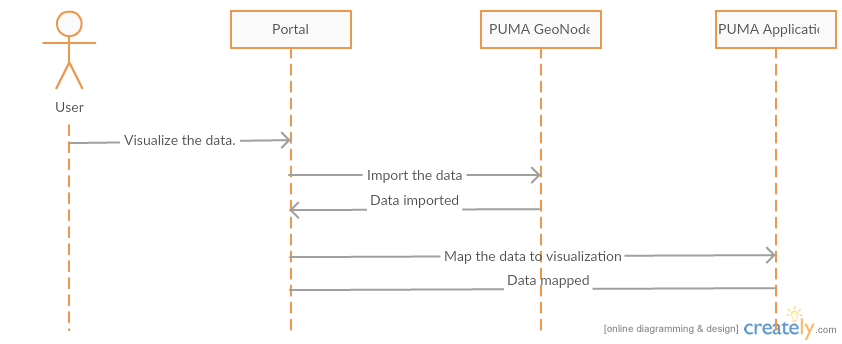 Portal
PUMA GeoNode
PUMA Applicatic
User
Visualize the data.
Import the data
Data imported
Map the data to visualization
Data mapped
[online diagramming & design] creately.com